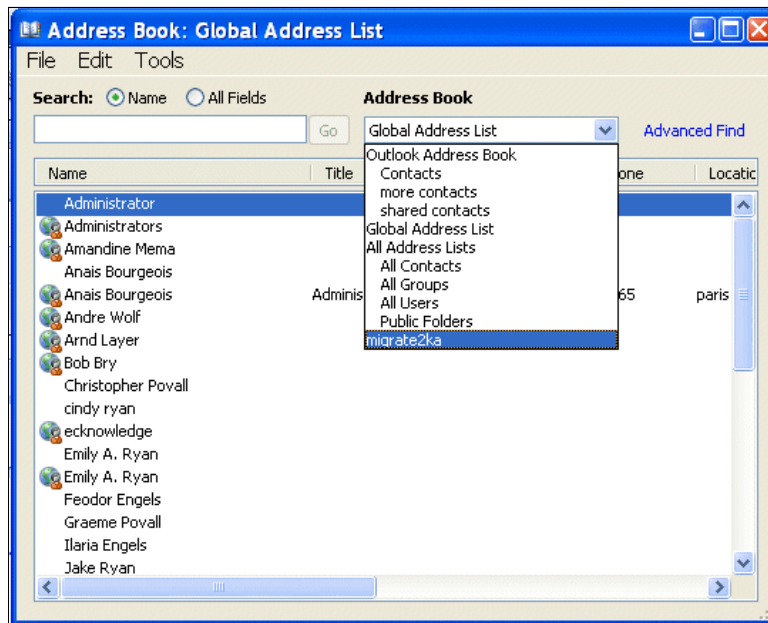 Address Book: Global Address List
File Edit Tools
Search: Name All Fields Address Book
Go Global Address List Advanced Find
Outlook Address Book
Contacts
more contacts
shared contacts
Global Address List
All Address Lists
All Contacts
All Groups
All Users
Public Folders
migrate2ka
Name Title one Locatic
Administrator
Administrators
Amandine Mema
Anais Bourgeois
Anais Bourgeois Adminis 65 paris
Andre Wolf
Arnd Layer
Bob Bry
Christopher Povall
cindy ryan
ecknowledge
Emily A. Ryan
Emily A. Ryan
Feodor Engels
Graeme Povall
Ilaria Engels
Jake Ryan